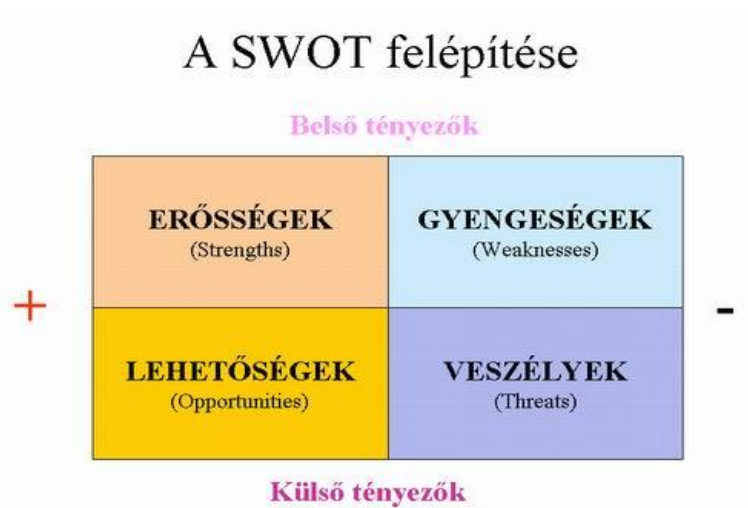 A SWOT felépítése
Belső tényezők
ERŐSSÉGEK
(Strengths)
GYENGESÉGEK
(Weaknesses)
+
-
LEHETŐSÉGEK
(Opportunities)
VESZÉLYEK
(Threats)
Külső tényezők